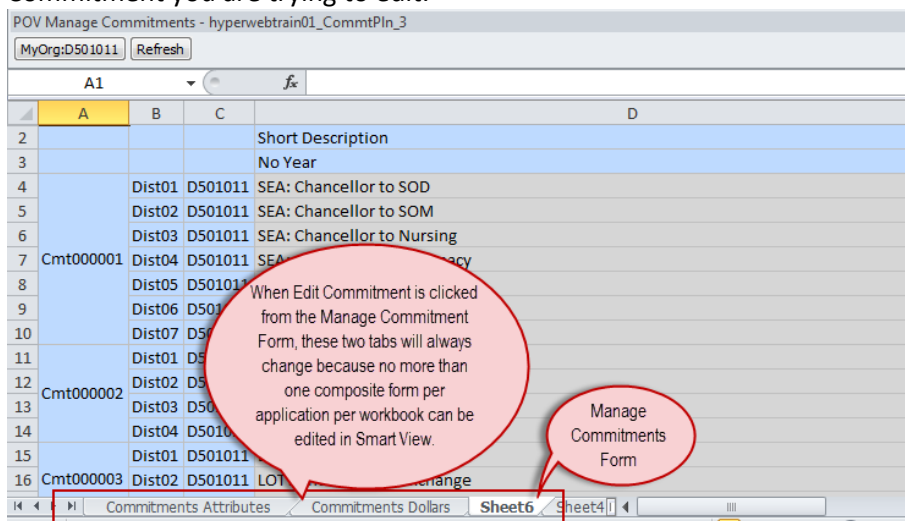 Commitment you are trying to edit.
POV Manage Commitments - hyperwebtrain01_CommtPln_3
MyOrg:D501011 Refresh
A1 fx
A B C D
2 Short Description
3 No Year
4 Dist01 D501011 SEA: Chancellor to SOD
5 Dist02 D501011 SEA: Chancellor to SOM
6 Dist03 D501011 SEA: Chancellor to Nursing
7 Cmt000001 Dist04 D501011
8 Dist05
9 Dist06
10 Dist07
11 Dist01
12 Cmt000002 Dist02
13 Dist03
14 Dist04
15 Dist01 D501011
16 Cmt000003 Dist02 D501011
When Edit Commitment is clicked
from the Manage Commitment
Form, these two tabs will always
change because no more than
one composite form per
application per workbook can be
edited in Smart View.
Manage
Commitments
Form
Commitments Attributes Commitments Dollars Sheet6 Sheet4